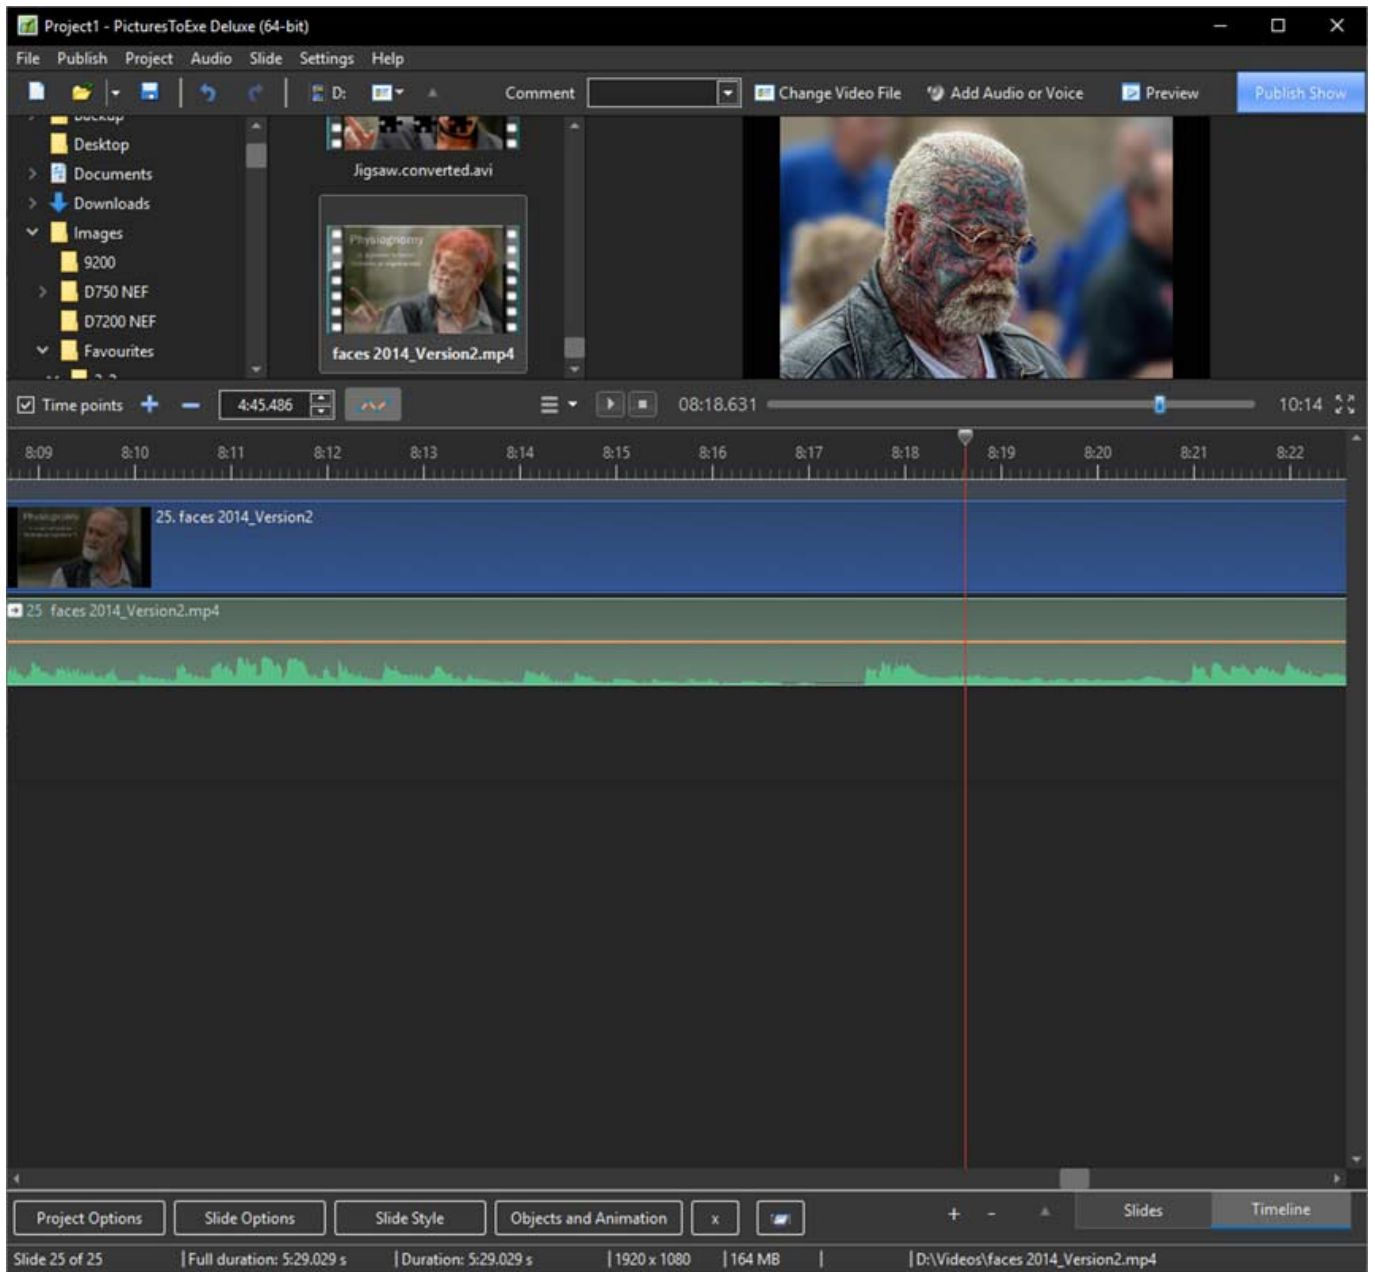 Project1 - PicturesToExe Deluxe (64-bit)
File Publish Project Audio Slide Settings Help
D: Comment Change Video File Add Audio or Voice Preview Publish Show
Backup
Desktop
Documents
Downloads
Images
9200
D750 NEF
D7200 NEF
Favourites
Jigsaw.converted.avi
Physiognomy
faces 2014_Version2.mp4
Time points 4:45.486 08:18.631 10:14
8:09 8:10 8:11 8:12 8:13 8:14 8:15 8:16 8:17 8:18 8:19 8:20 8:21 8:22
Physiognomy
25. faces 2014_Version2
25 faces 2014_Version2.mp4
Project Options Slide Options Slide Style Objects and Animation x + - Slides Timeline
Slide 25 of 25 | Full duration: 5:29.029 s | Duration: 5:29.029 s | 1920 x 1080 | 164 MB | | D:\Videos\faces 2014_Version2.mp4